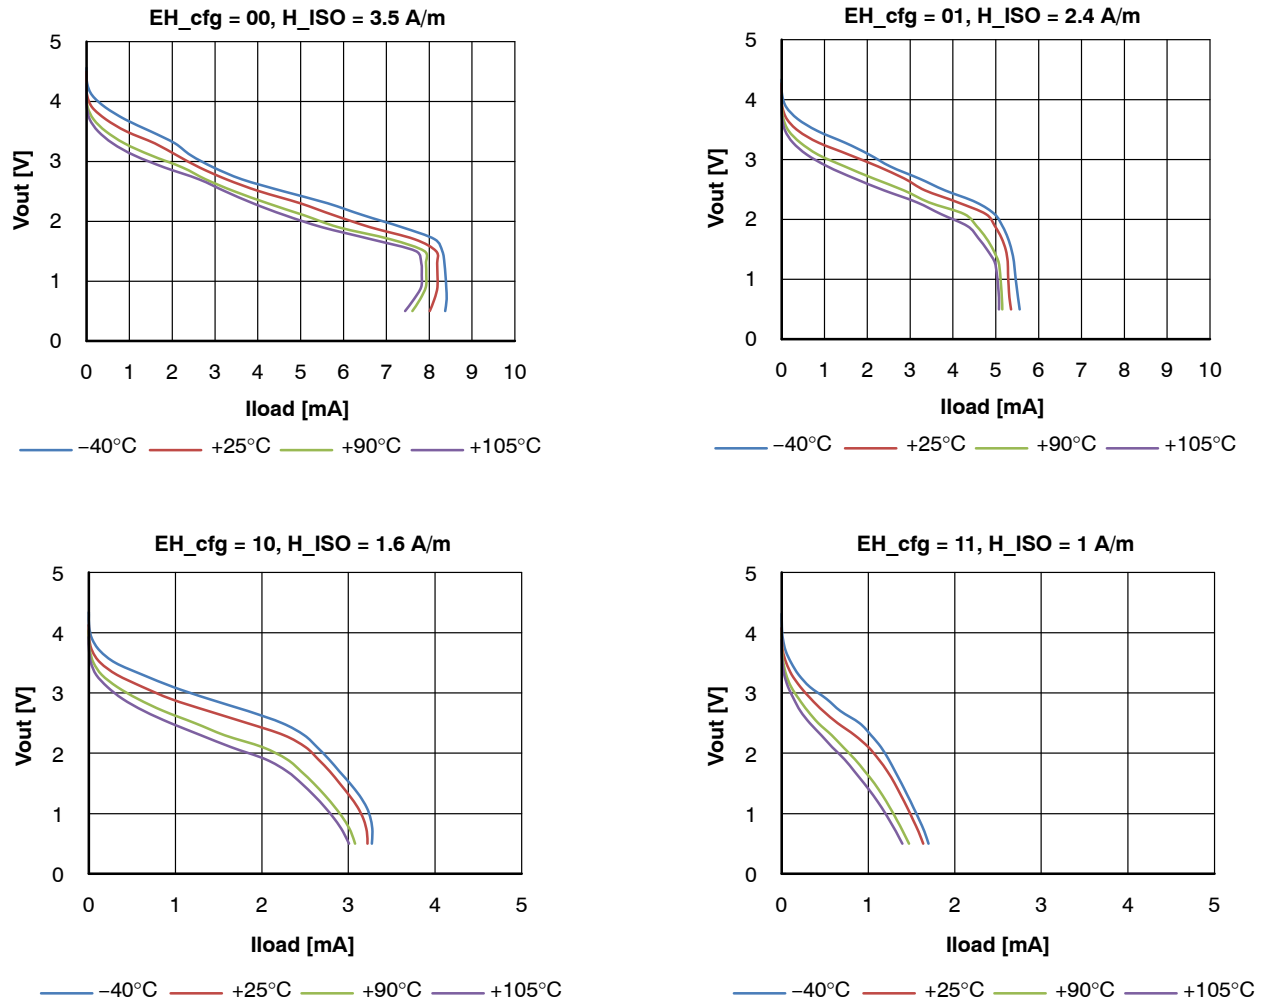 EH_cfg = 00, H_ISO = 3.5 A/m
5
4
3
2
1
0
Vout [V]
0 1 2 3 4 5 6 7 8 9 10
Iload [mA]
−40°C +25°C +90°C +105°C
EH_cfg = 01, H_ISO = 2.4 A/m
5
4
3
2
1
0
Vout [V]
0 1 2 3 4 5 6 7 8 9 10
Iload [mA]
−40°C +25°C +90°C +105°C
EH_cfg = 10, H_ISO = 1.6 A/m
5
4
3
2
1
0
Vout [V]
0 1 2 3 4 5
Iload [mA]
−40°C +25°C +90°C +105°C
EH_cfg = 11, H_ISO = 1 A/m
5
4
3
2
1
0
Vout [V]
0 1 2 3 4 5
Iload [mA]
−40°C +25°C +90°C +105°C